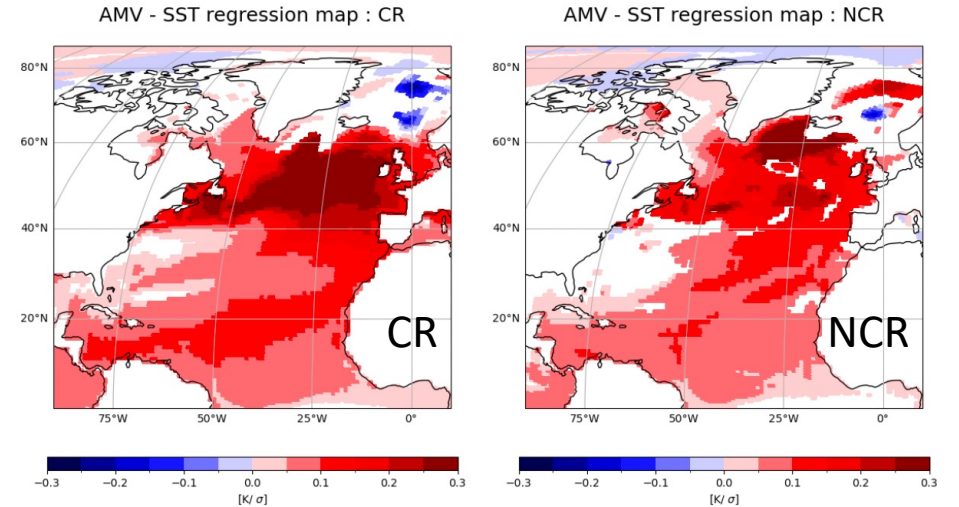 AMV - SST regression map : CR
80°N
60°N
40°N
20°N
CR
75°W 50°W 25°W 0°
−0.3 −0.2 −0.1 0.0 0.1 0.2 0.3
[K/ σ]
AMV - SST regression map : NCR
80°N
60°N
40°N
20°N
NCR
75°W 50°W 25°W 0°
−0.3 −0.2 −0.1 0.0 0.1 0.2 0.3
[K/ σ]